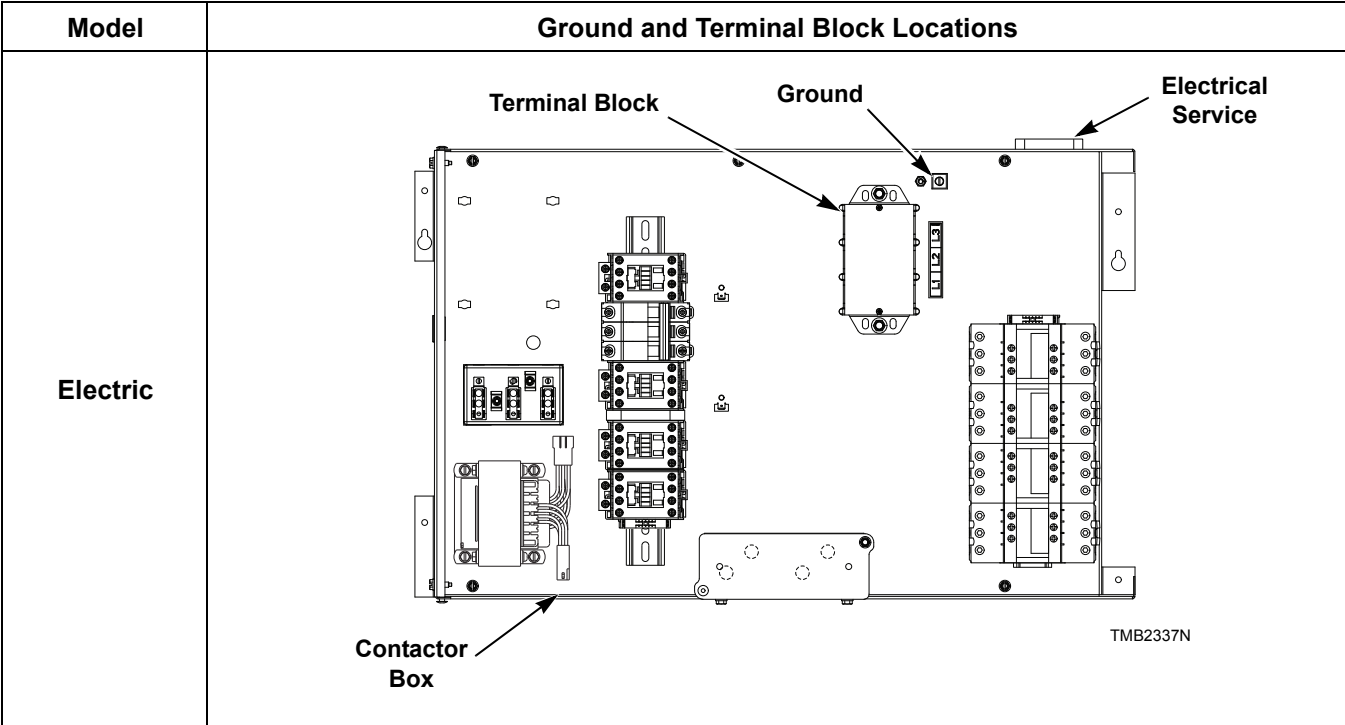 Model
Ground and Terminal Block Locations
Electric
Terminal Block
Ground
Electrical
Service
L1 L2 L3
Contactor
Box
TMB2337N